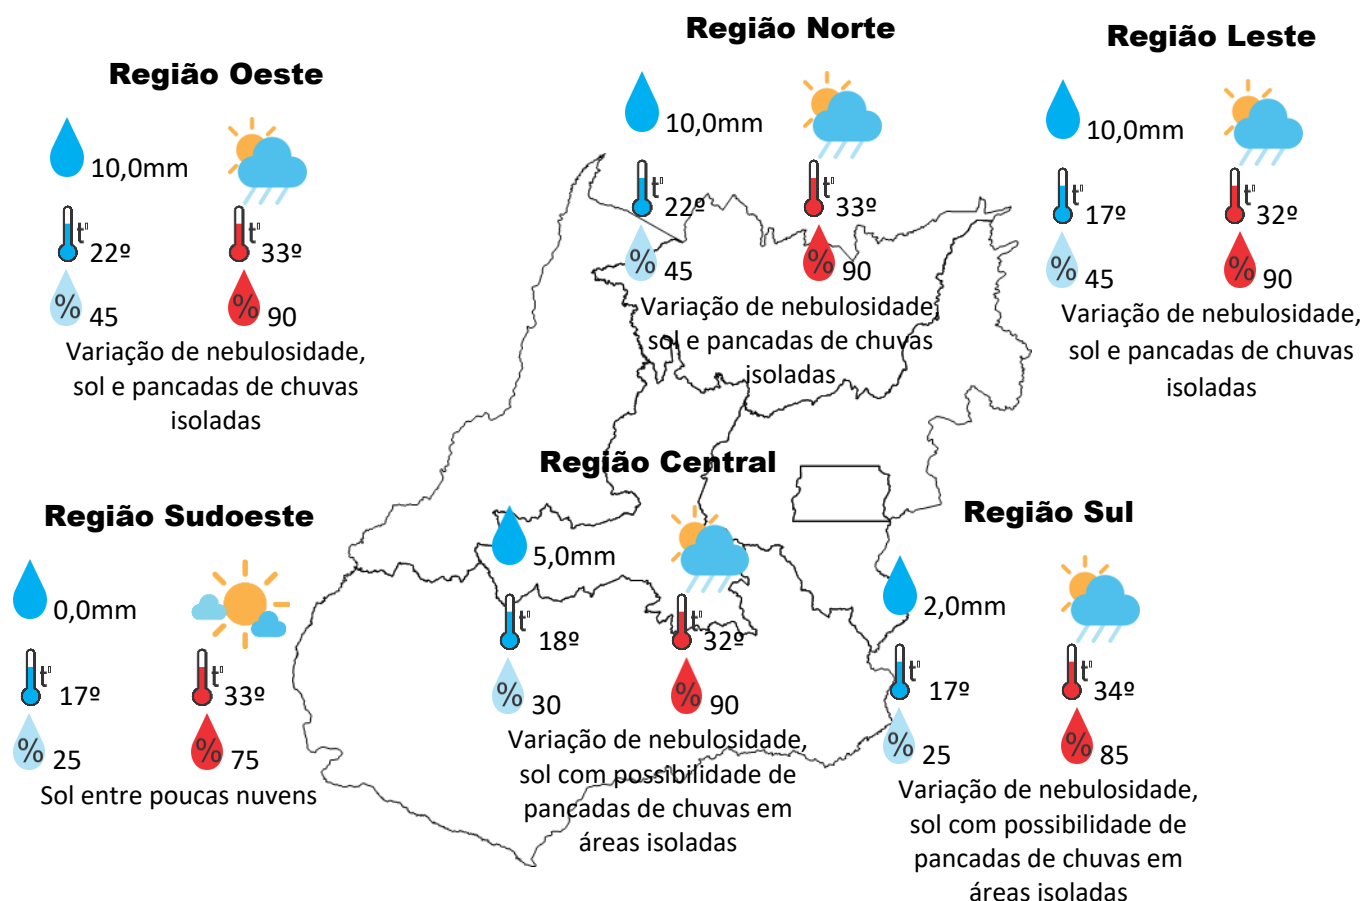 Região Norte
10,0mm
t°
22º
t°
33º
% 45
% 90
Variação de nebulosidade,
sol e pancadas de chuvas
isoladas
Região Leste
10,0mm
t°
17º
t°
32º
% 45
% 90
Variação de nebulosidade,
sol e pancadas de chuvas
isoladas
Região Oeste
10,0mm
t°
22º
t°
33º
% 45
% 90
Variação de nebulosidade,
sol e pancadas de chuvas
isoladas
Região Central
5,0mm
t°
18º
t°
32º
% 30
% 90
Variação de nebulosidade,
sol com possibilidade de
pancadas de chuvas em
áreas isoladas
Região Sudoeste
0,0mm
t°
17º
t°
33º
% 25
% 75
Sol entre poucas nuvens
Região Sul
2,0mm
t°
17º
t°
34º
% 25
% 85
Variação de nebulosidade,
sol com possibilidade de
pancadas de chuvas em
áreas isoladas